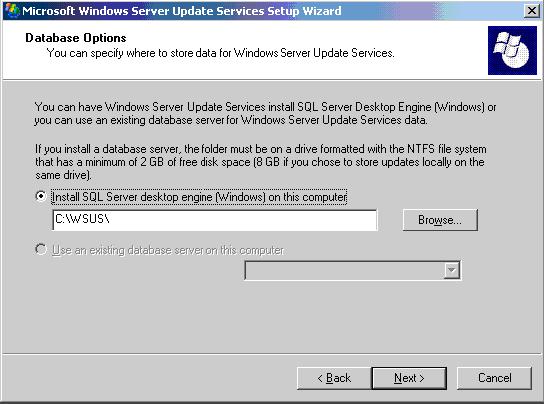 Microsoft Windows Server Update Services Setup Wizard
Database Options
You can specify where to store data for Windows Server Update Services.
You can have Windows Server Update Services install SQL Server Desktop Engine (Windows) or
you can use an existing database server for Windows Server Update Services data.
If you install a database server, the folder must be on a drive formatted with the NTFS file system
that has a minimum of 2 GB of free disk space (8 GB if you chose to store updates locally on the
same drive).
Install SQL Server desktop engine (Windows) on this computer
C:\WSUS\
Browse...
Use an existing database server on this computer
< Back
Next >
Cancel